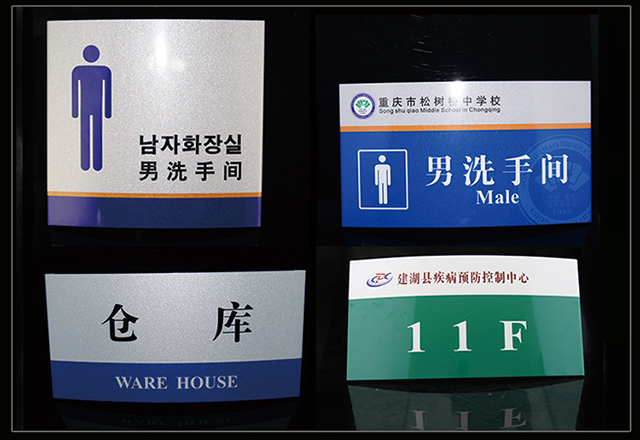 남자화장실
男洗手间
重庆市松树桥中学校
Song shu qiao Middle School in Chongqing
男洗手间
Male
仓 库
WARE HOUSE
建湖县疾病预防控制中心
11F